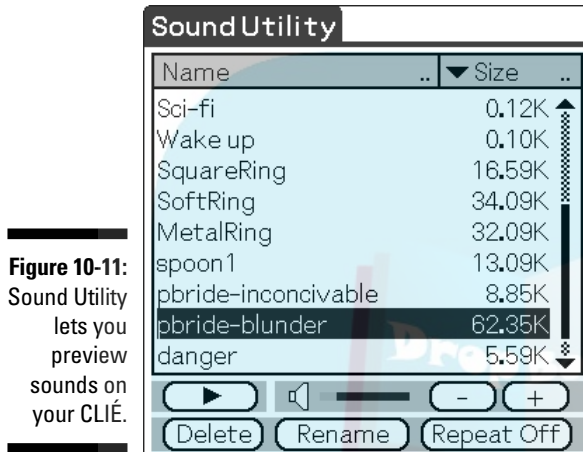 Sound Utility
Name .. ▼ Size ..
Sci-fi 0.12K
Wake up 0.10K
SquareRing 16.59K
SoftRing 34.09K
MetalRing 32.09K
spoon1 13.09K
pbride-inconcivable 8.85K
pbride-blunder 62.35K
danger 5.59K
- +
Delete Rename Repeat Off
Figure 10-11:
Sound Utility
lets you
preview
sounds on
your CLIÉ.